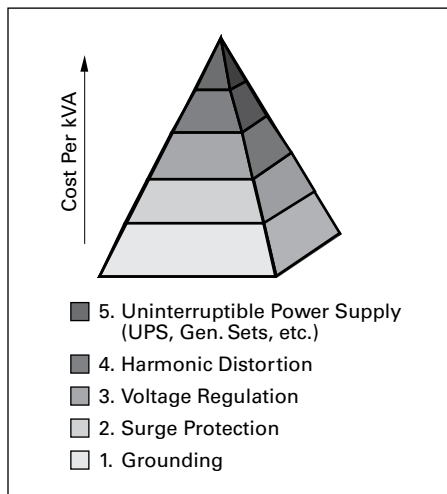 Cost Per kVA
5. Uninterruptible Power Supply
(UPS, Gen. Sets, etc.)
4. Harmonic Distortion
3. Voltage Regulation
2. Surge Protection
1. Grounding